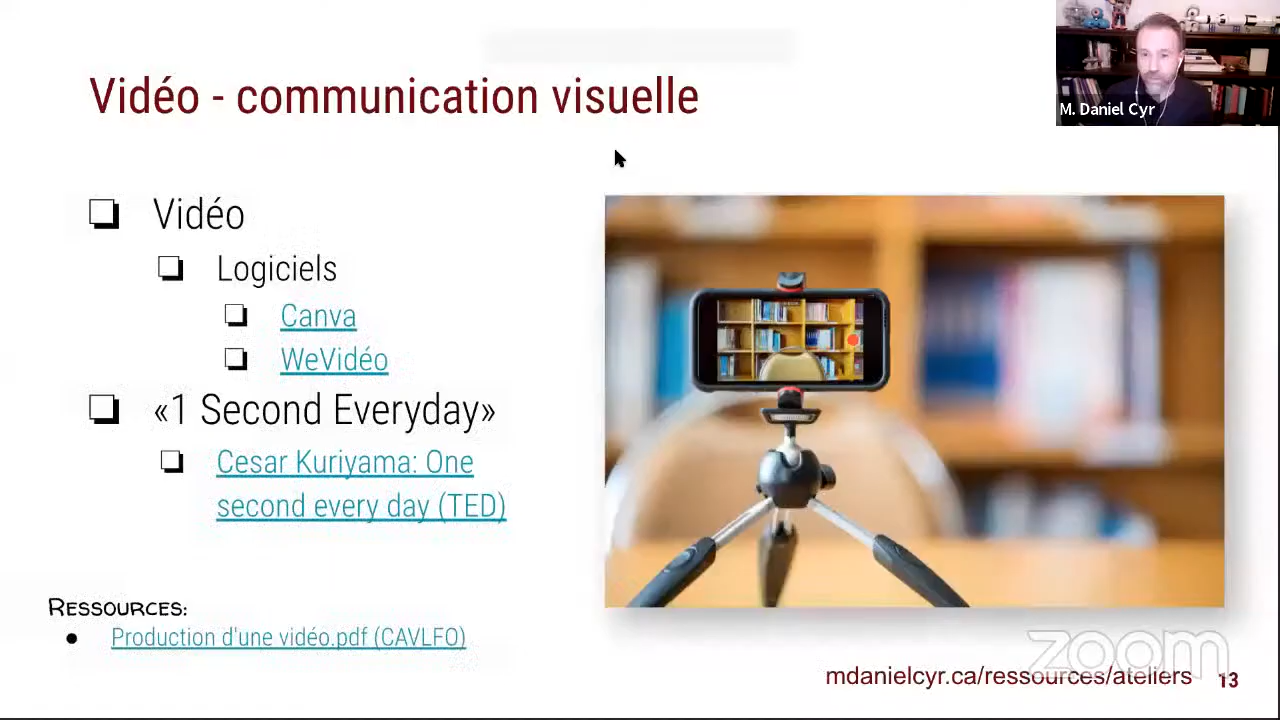 Vidéo - communication visuelle
M. Daniel Cyr
Vidéo
Logiciels
Canva
WeVidéo
«1 Second Everyday»
Cesar Kuriyama: One
second every day (TED)
Ressources:
Production d'une vidéo.pdf (CAVLFO)
zoom
mdanielcyr.ca/ressources/ateliers
13